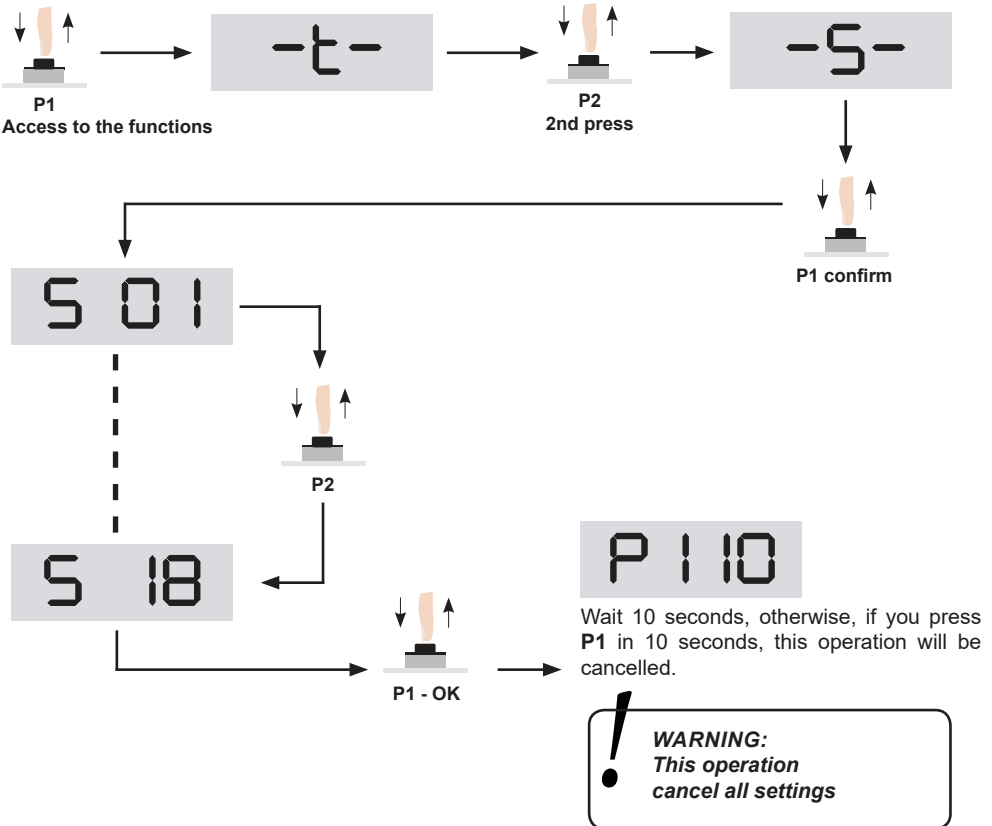 -t-
-S-
P1
Access to the functions
P2
2nd press
P1 confirm
S 01
P2
S 18
P1 - OK
P110
Wait 10 seconds, otherwise, if you press
P1 in 10 seconds, this operation will be
cancelled.
!
WARNING:
This operation
cancel all settings